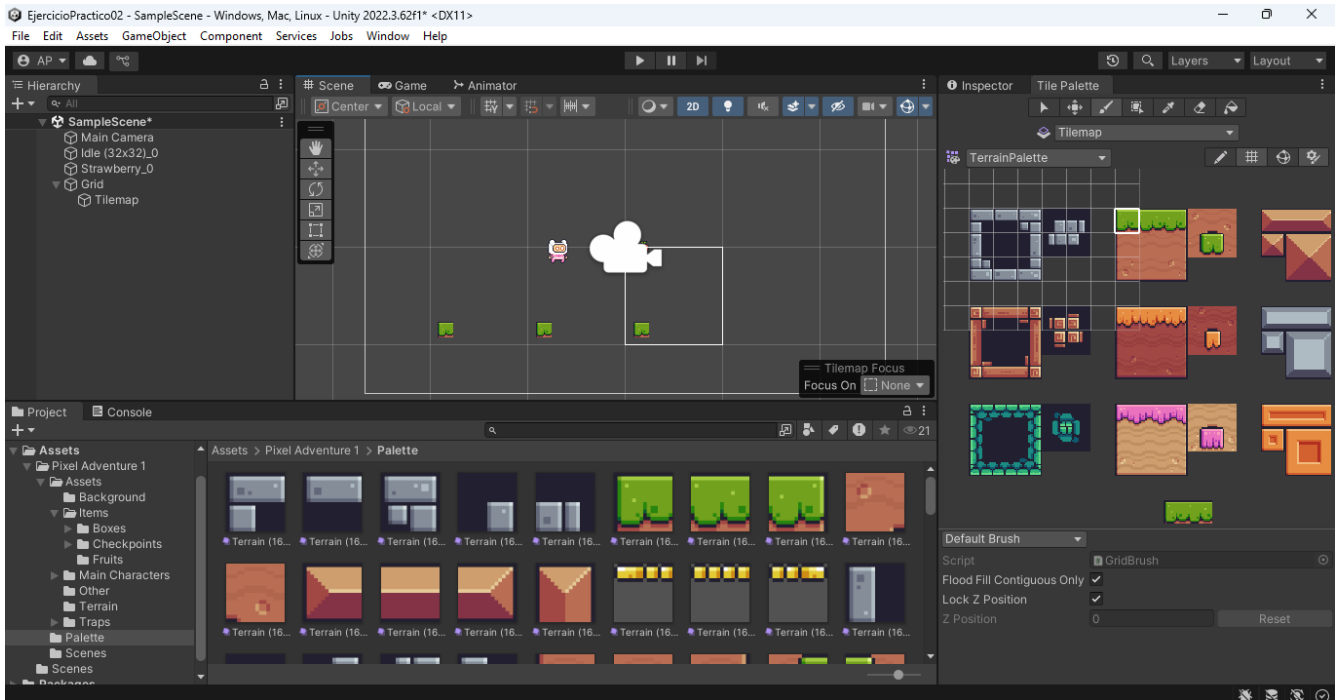 EjercicioPractico02 - SampleScene - Windows, Mac, Linux - Unity 2022.3.62f1* <DX11>
File Edit Assets GameObject Component Services Jobs Window Help
AP Layers Layout
Hierarchy
All
SampleScene*
Main Camera
Idle (32x32)_0
Strawberry_0
Grid
Tilemap
Scene Game Animator
Center Local 2D
Tilemap Focus
Focus On None
Inspector Tile Palette
Tilemap
TerrainPalette
Default Brush
Script GridBrush
Flood Fill Contiguous Only
Lock Z Position
Z Position 0 Reset
Project Console
21
Assets
Pixel Adventure 1
Assets
Background
Items
Boxes
Checkpoints
Fruits
Main Characters
Other
Terrain
Traps
Palette
Scenes
Scenes
Packages
Assets > Pixel Adventure 1 > Palette
Terrain (16... Terrain (16... Terrain (16... Terrain (16... Terrain (16... Terrain (16... Terrain (16... Terrain (16... Terrain (16...
Terrain (16... Terrain (16... Terrain (16... Terrain (16... Terrain (16... Terrain (16... Terrain (16... Terrain (16... Terrain (16...